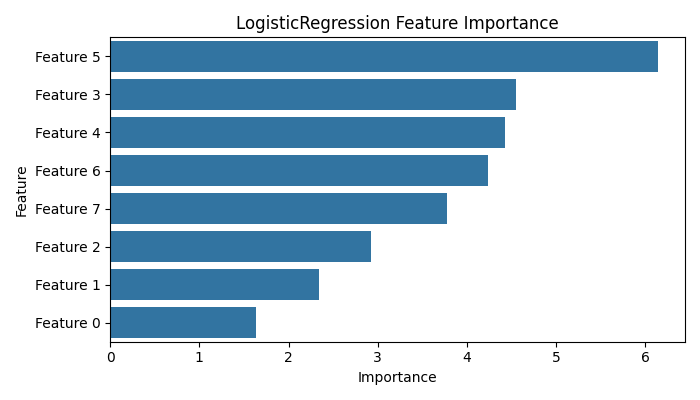 LogisticRegression Feature Importance
Feature 5
Feature 3
Feature 4
Feature 6
Feature 7
Feature 2
Feature 1
Feature 0
Feature
0 1 2 3 4 5 6
Importance